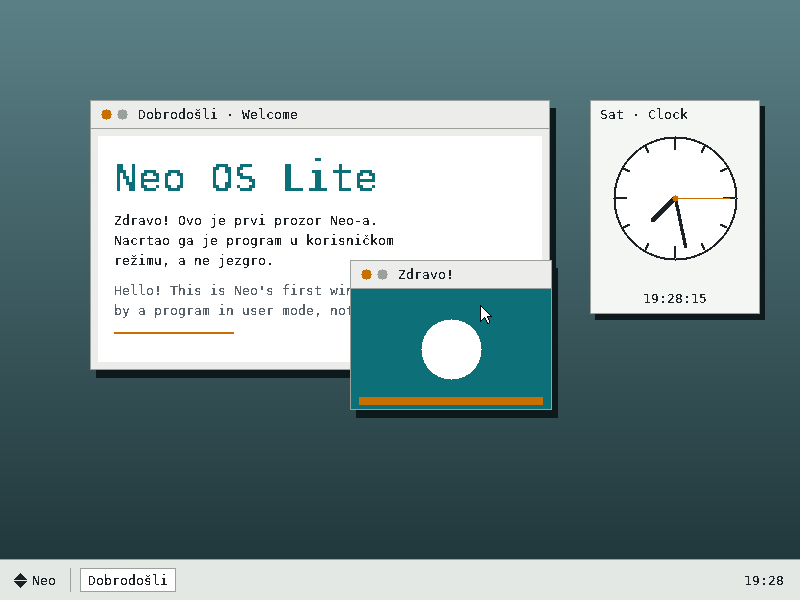 Dobrodošli · Welcome
Neo OS Lite
Zdravo! Ovo je prvi prozor Neo-a.
Nacrtao ga je program u korisničkom
režimu, a ne jezgro.
Hello! This is Neo's first
by a program in user mode,
Zdravo!
Sat · Clock
19:28:15
Neo
Dobrodošli
19:28